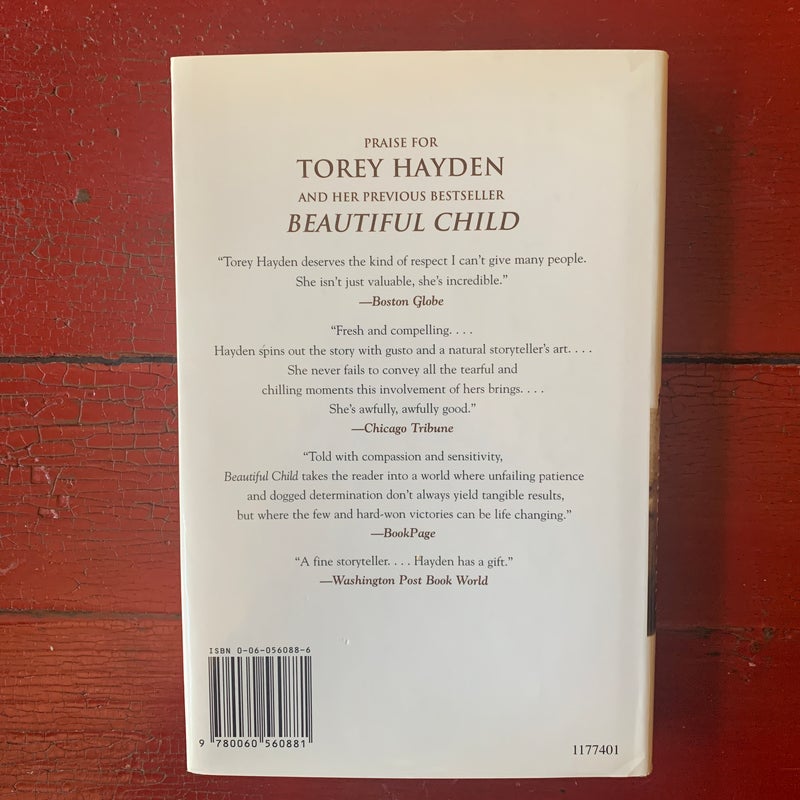 PRAISE FOR
TOREY HAYDEN
AND HER PREVIOUS BESTSELLER
BEAUTIFUL CHILD
“Torey Hayden deserves the kind of respect I can’t give many people.
She isn’t just valuable, she’s incredible.”
—Boston Globe
“Fresh and compelling. . . .
Hayden spins out the story with gusto and a natural storyteller’s art. . . .
She never fails to convey all the tearful and
chilling moments this involvement of hers brings. . . .
She’s awfully, awfully good.”
—Chicago Tribune
“Told with compassion and sensitivity,
Beautiful Child takes the reader into a world where unfailing patience
and dogged determination don’t always yield tangible results,
but where the few and hard-won victories can be life changing.”
—BookPage
“A fine storyteller. . . . Hayden has a gift.”
—Washington Post Book World
ISBN 0-06-056088-6
9 780060 560881
1177401